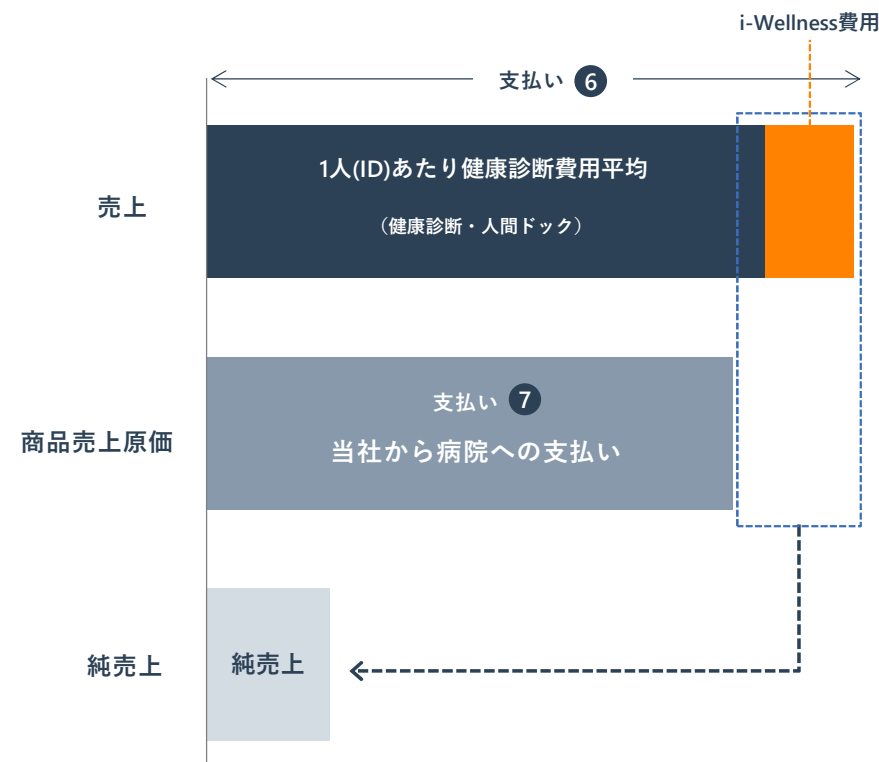 i-Wellness費用
支払い 6
1人(ID)あたり健康診断費用平均
売上
（健康診断・人間ドック）
支払い 7
商品売上原価
当社から病院への支払い
純売上
純売上